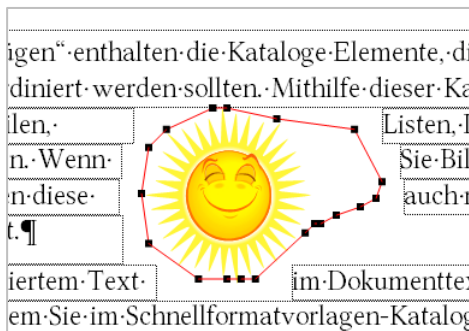 ügen“ enthalten die Kataloge Elemente, di
rdiniert werden sollten. Mithilfe dieser Ka
ilen, Listen,
n. Wenn Sie Bil
n diese auch
t.¶
iertem Text im Dokumenttex
em Sie im Schnellformatvorlagen-Katalog